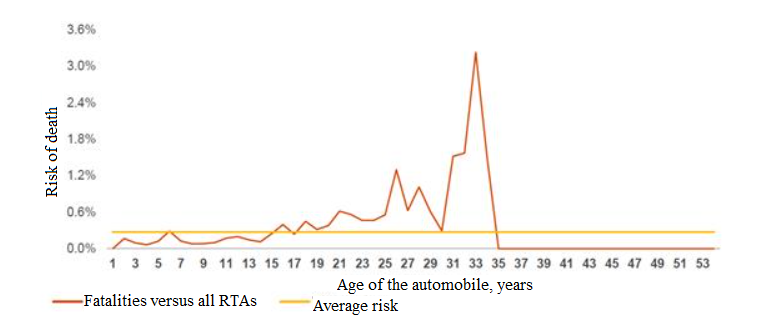 3.6%
3.0%
2.4%
1.8%
1.2%
0.6%
0.0%
Risk of death
1 3 5 7 9 11 13 15 17 19 21 23 25 27 29 31 33 35 37 39 41 43 45 47 49 51 53
Age of the automobile, years
Fatalities versus all RTAs Average risk